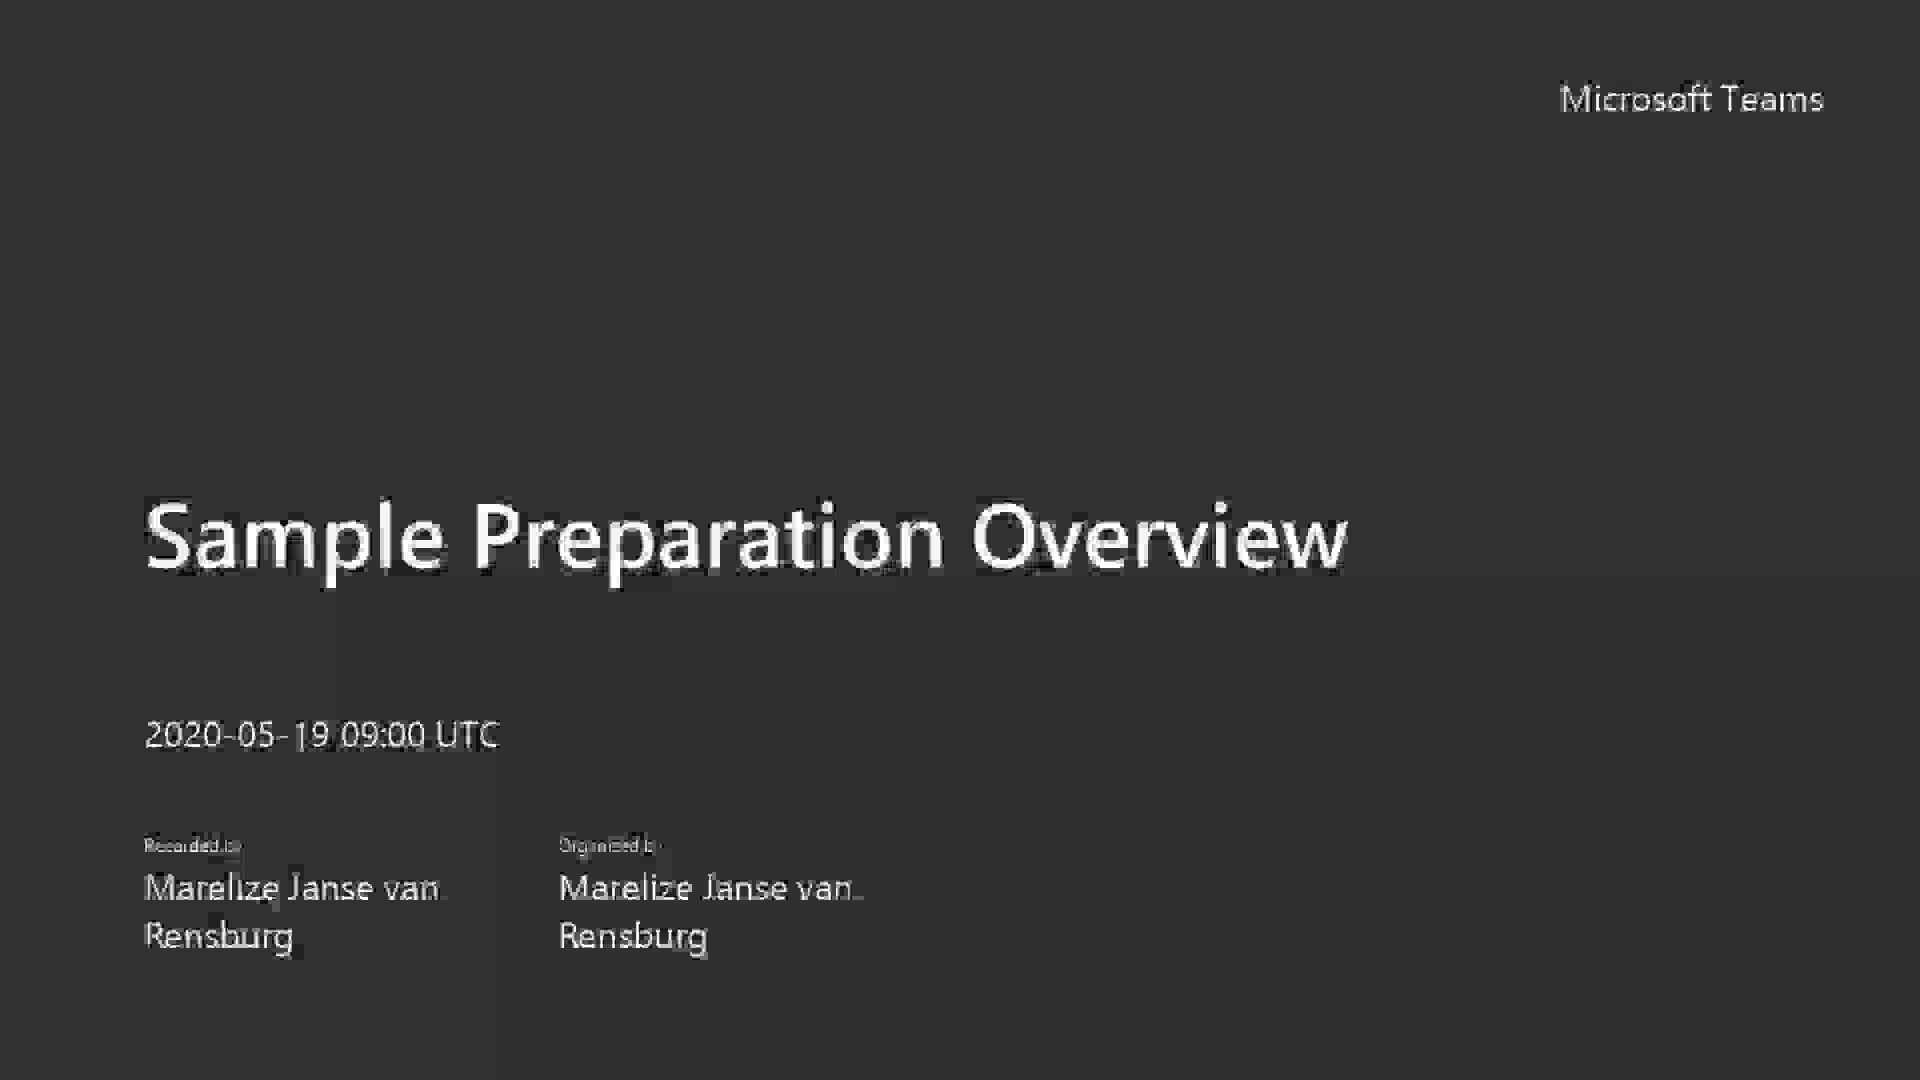 Microsoft Teams
Sample Preparation Overview
2020-05-19 09:00 UTC
Recorded by
Organized by
Marelize Janse van
Marelize Janse van
Rensburg
Rensburg